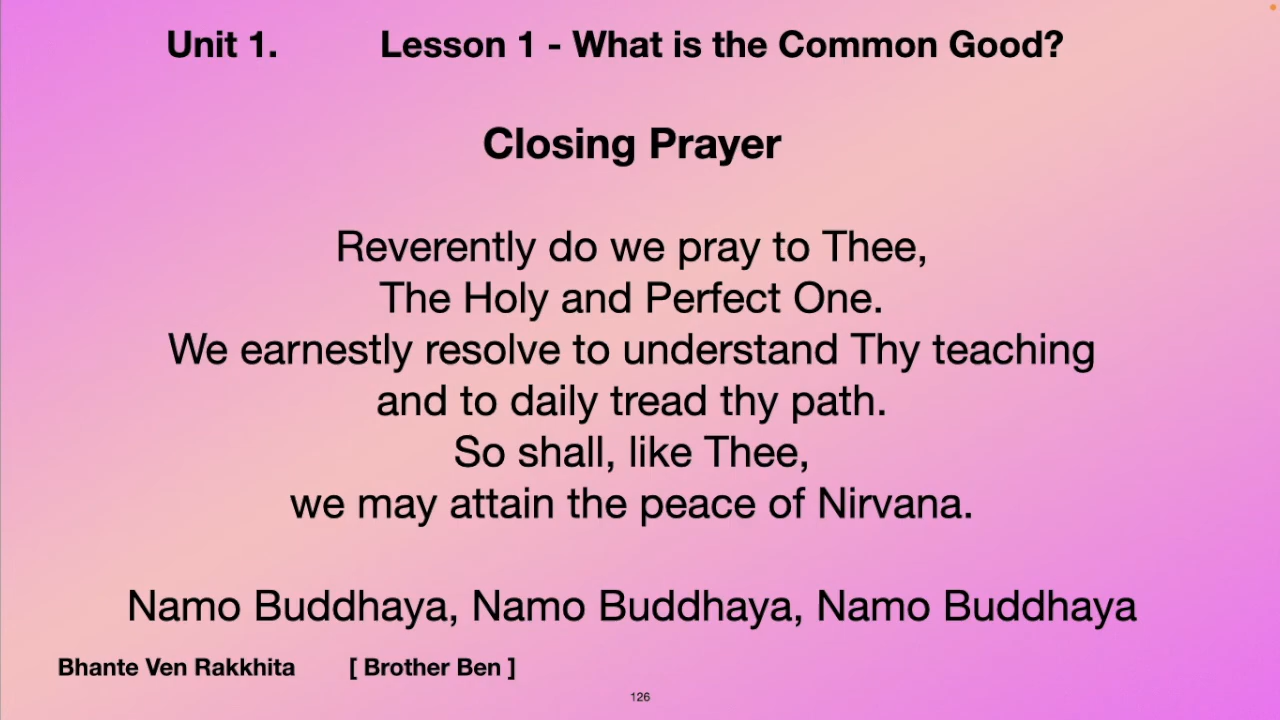 Unit 1. Lesson 1 - What is the Common Good?
Closing Prayer
Reverently do we pray to Thee,
The Holy and Perfect One.
We earnestly resolve to understand Thy teaching
and to daily tread thy path.
So shall, like Thee,
we may attain the peace of Nirvana.
Namo Buddhaya, Namo Buddhaya, Namo Buddhaya
Bhante Ven Rakkhita [ Brother Ben ]
126